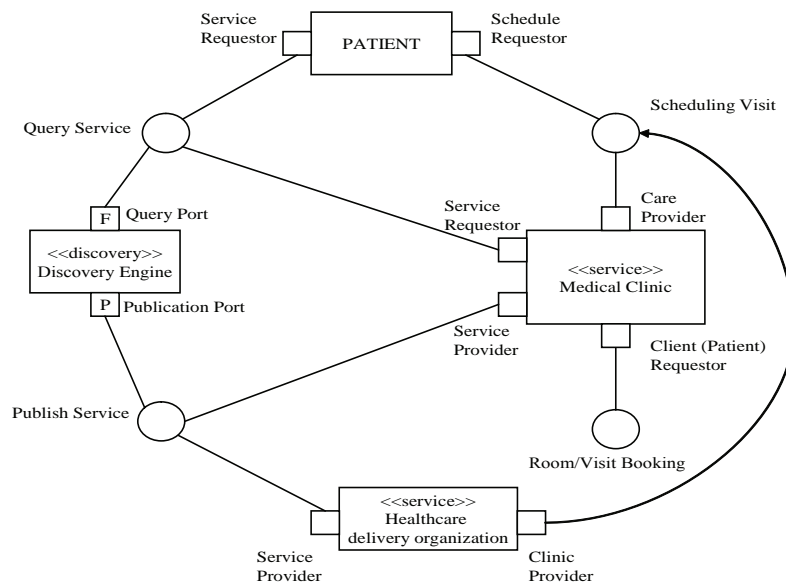 Service
Requestor
PATIENT
Schedule
Requestor
Query Service
Scheduling Visit
F
Query Port
Service
Requestor
Care
Provider
<<discovery>>
Discovery Engine
<<service>>
Medical Clinic
P
Publication Port
Service
Provider
Client (Patient)
Requestor
Publish Service
Room/Visit Booking
<<service>>
Healthcare
delivery organization
Service
Provider
Clinic
Provider